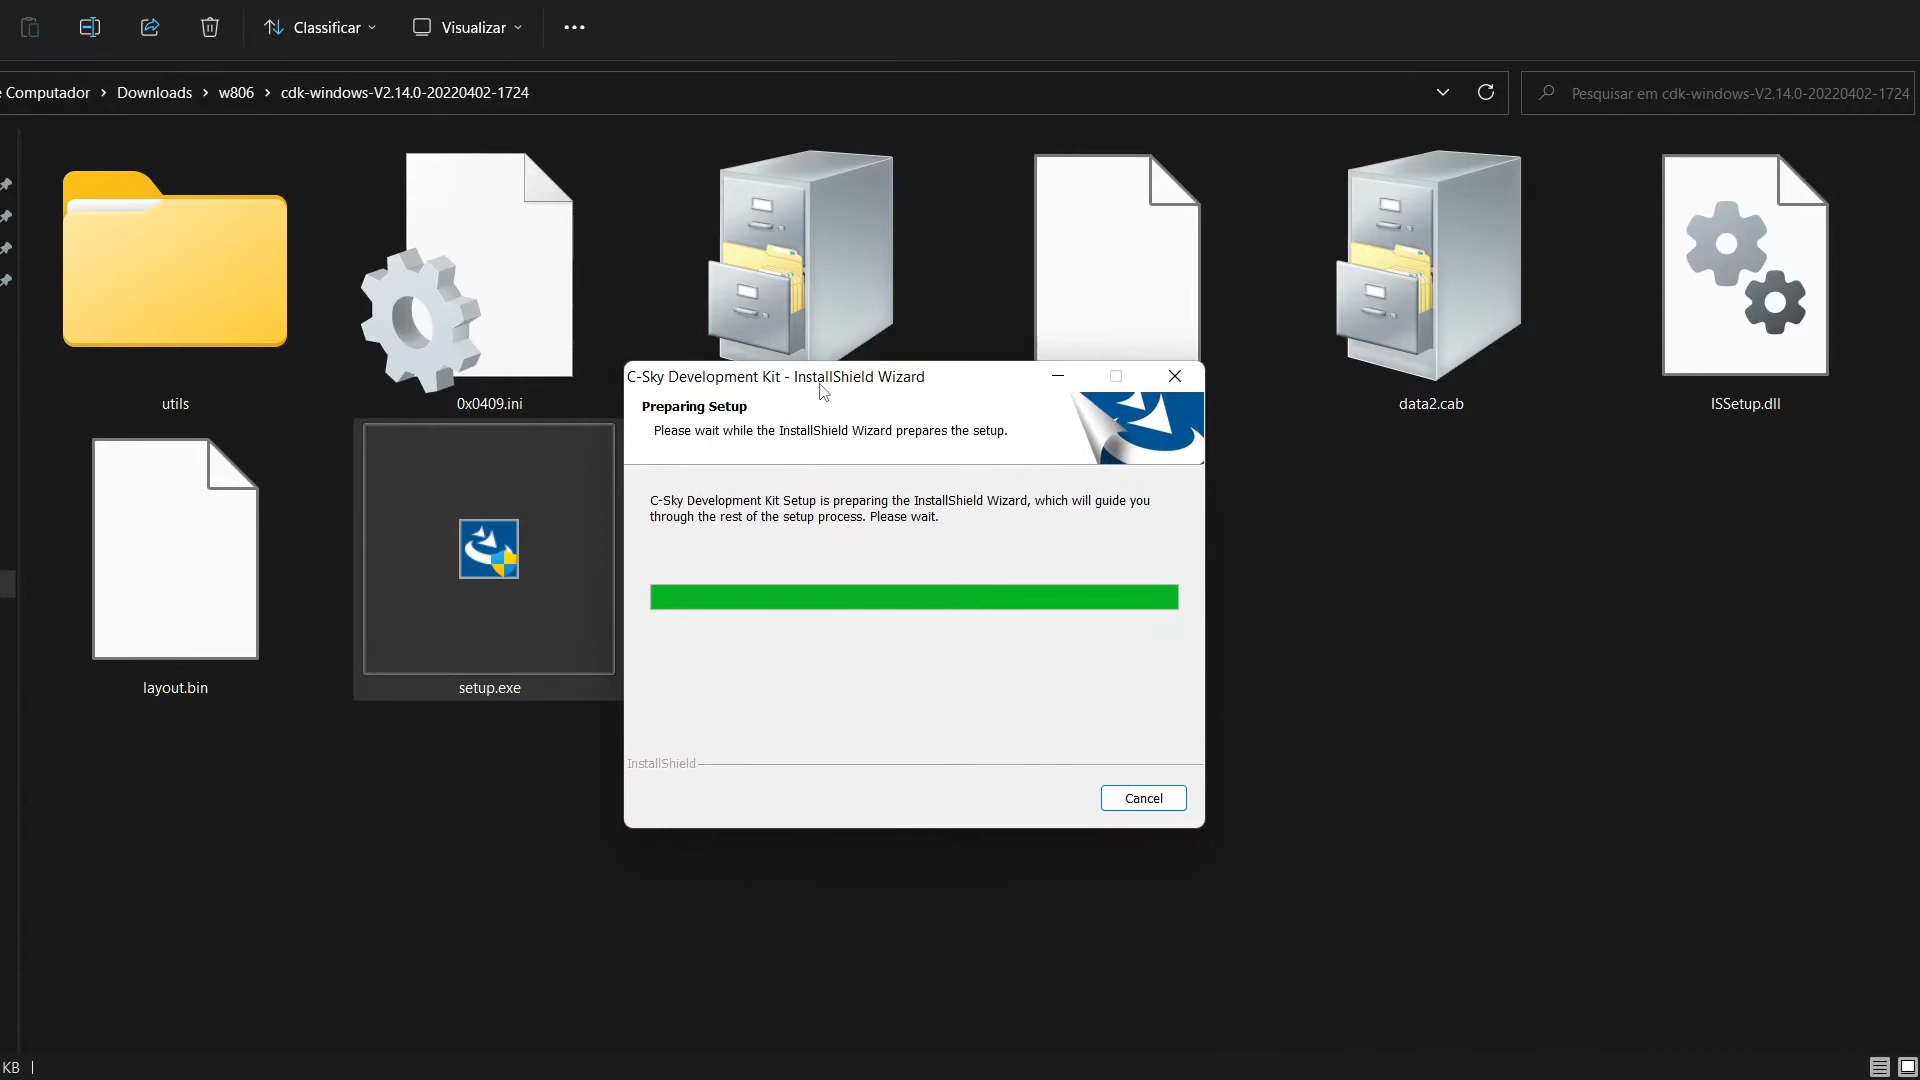 Classificar
Visualizar
Computador > Downloads > w806 > cdk-windows-V2.14.0-20220402-1724
Pesquisar em cdk-windows-V2.14.0-20220402-1724
utils
0x0409.ini
data2.cab
ISSetup.dll
layout.bin
setup.exe
C-Sky Development Kit - InstallShield Wizard
Preparing Setup
Please wait while the InstallShield Wizard prepares the setup.
C-Sky Development Kit Setup is preparing the InstallShield Wizard, which will guide you
through the rest of the setup process. Please wait.
InstallShield
Cancel
KB